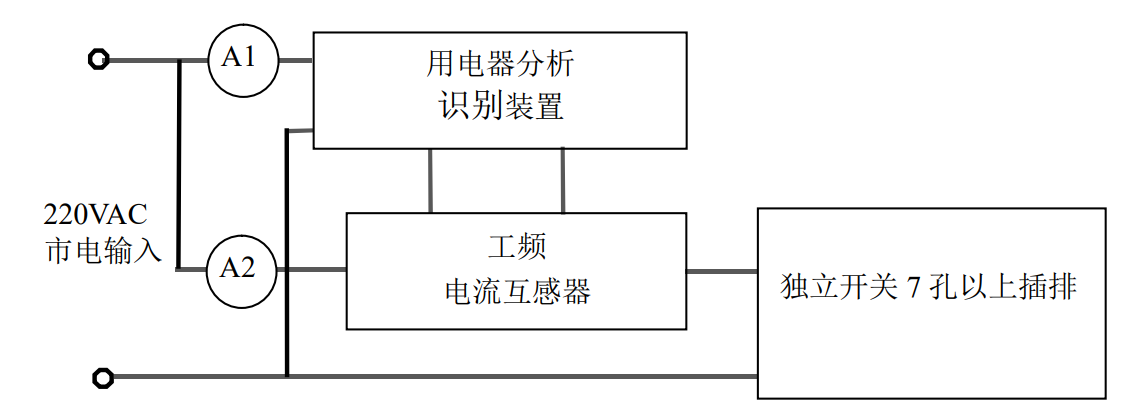 A1
用电器分析
识别装置
220VAC
市电输入
A2
工频
电流互感器
独立开关 7 孔以上插排